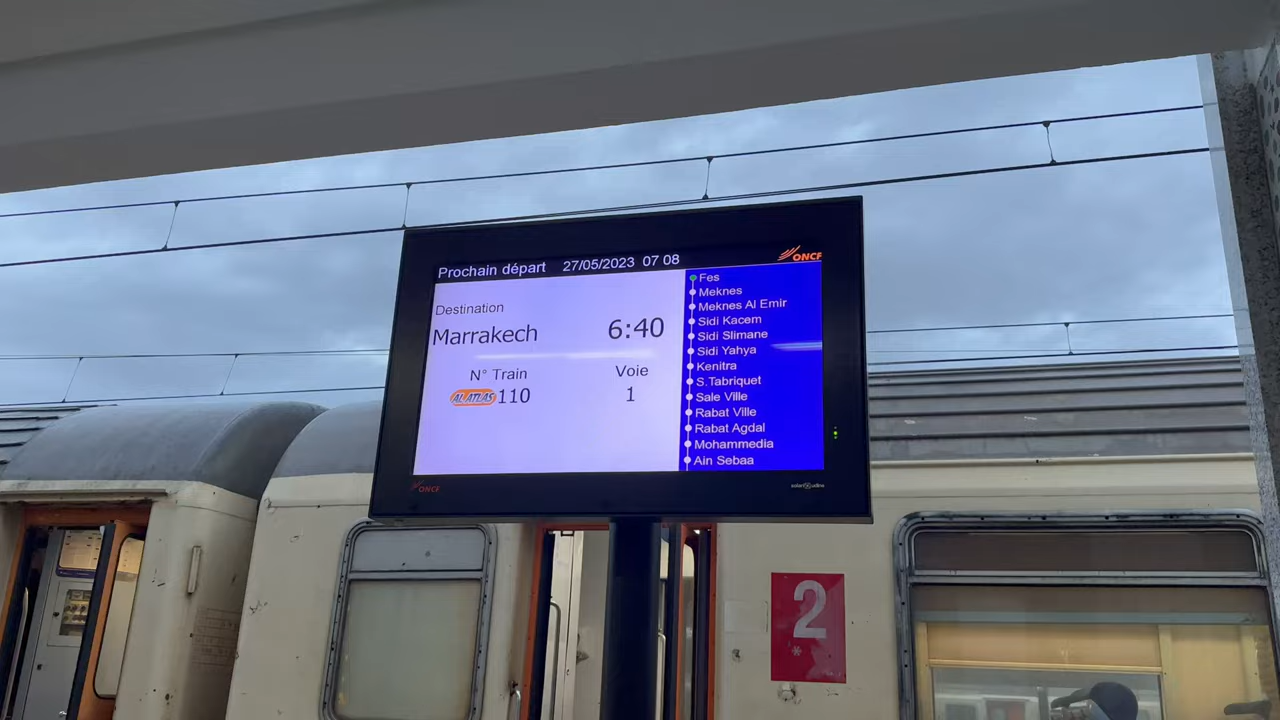 Prochain départ 27/05/2023 07 08
ONCF
Destination
Marrakech 6:40
N° Train Voie
AL ATLAS 110 1
Fes
Meknes
Meknes Al Emir
Sidi Kacem
Sidi Slimane
Sidi Yahya
Kenitra
S.Tabriquet
Sale Ville
Rabat Ville
Rabat Agdal
Mohammedia
Ain Sebaa
ONCF
2